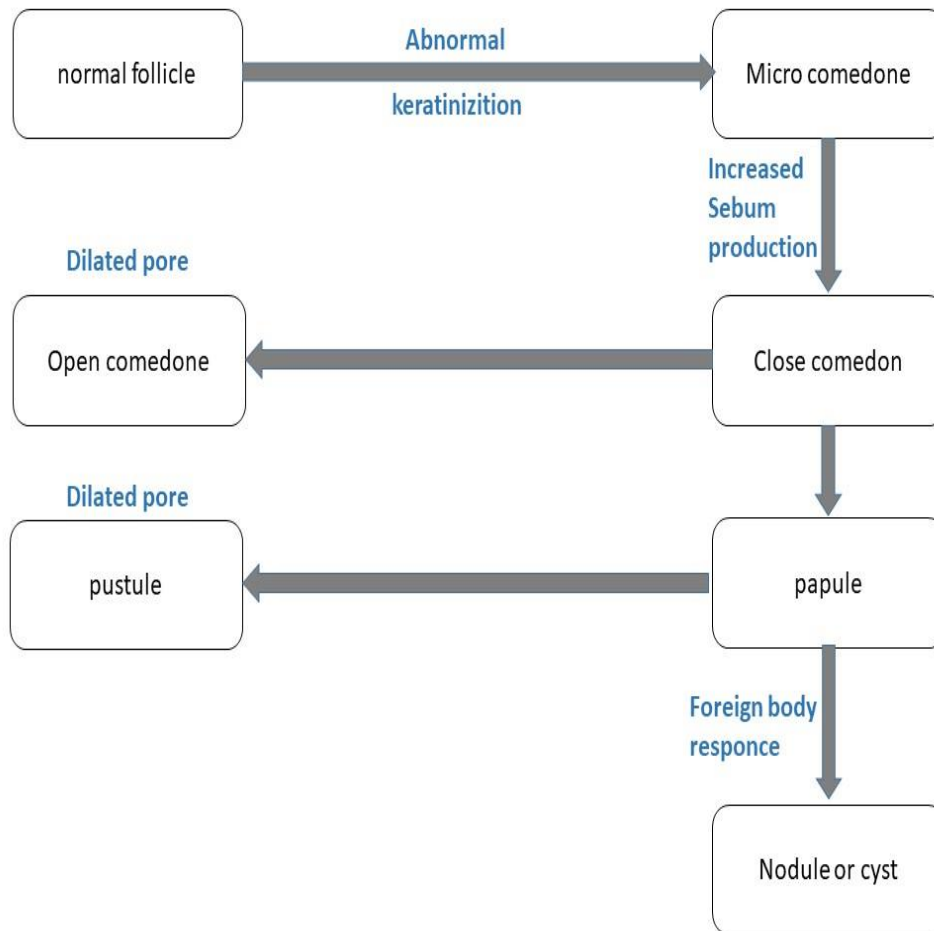 normal follicle
Abnormal
keratinizition
Micro comedone
Increased
Sebum
production
Dilated pore
Open comedone
Close comedon
Dilated pore
pustule
papule
Foreign body
responce
Nodule or cyst